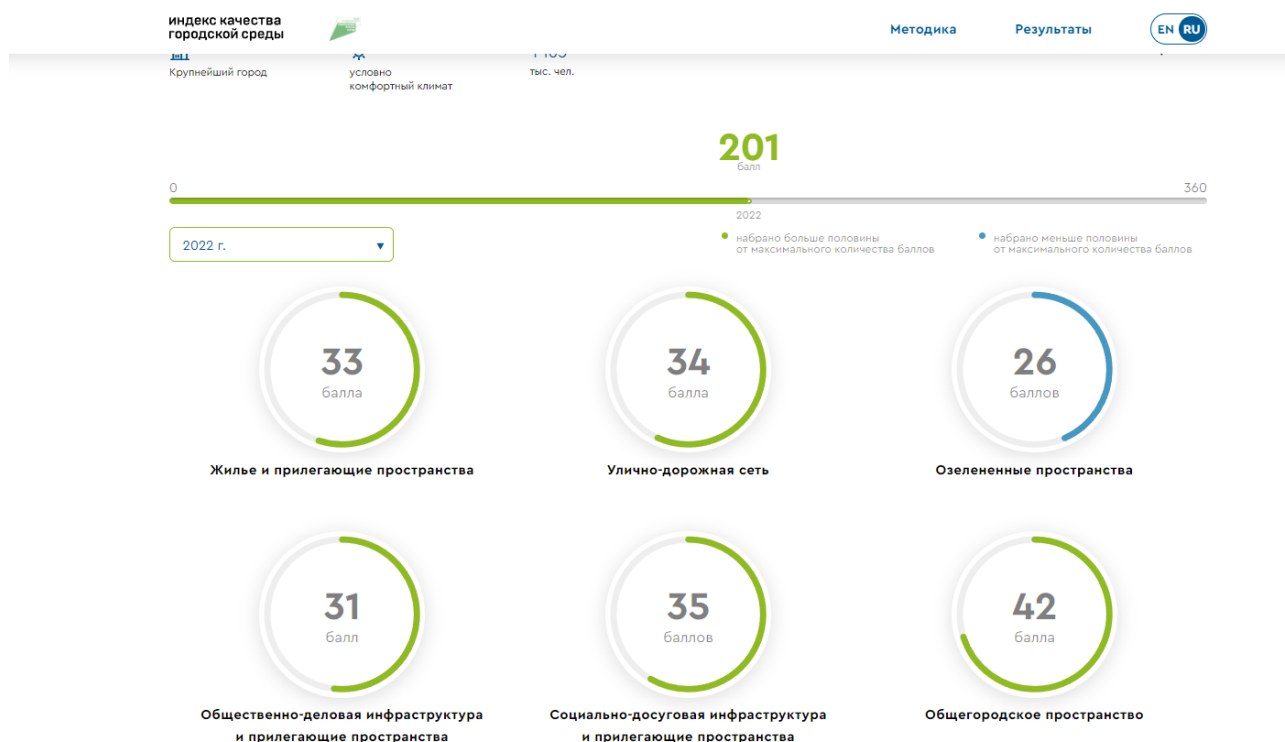 индекс качества
городской среды
Методика
Результаты
EN RU
Крупнейший город
условно
комфортный климат
тыс. чел.
201
балл
0
360
2022
2022 г.
набрано больше половины
от максимального количества баллов
набрано меньше половины
от максимального количества баллов
33
балла
Жилье и прилегающие пространства
34
балла
Улично-дорожная сеть
26
баллов
Озелененные пространства
31
балл
Общественно-деловая инфраструктура
и прилегающие пространства
35
баллов
Социально-досуговая инфраструктура
и прилегающие пространства
42
балла
Общегородское пространство